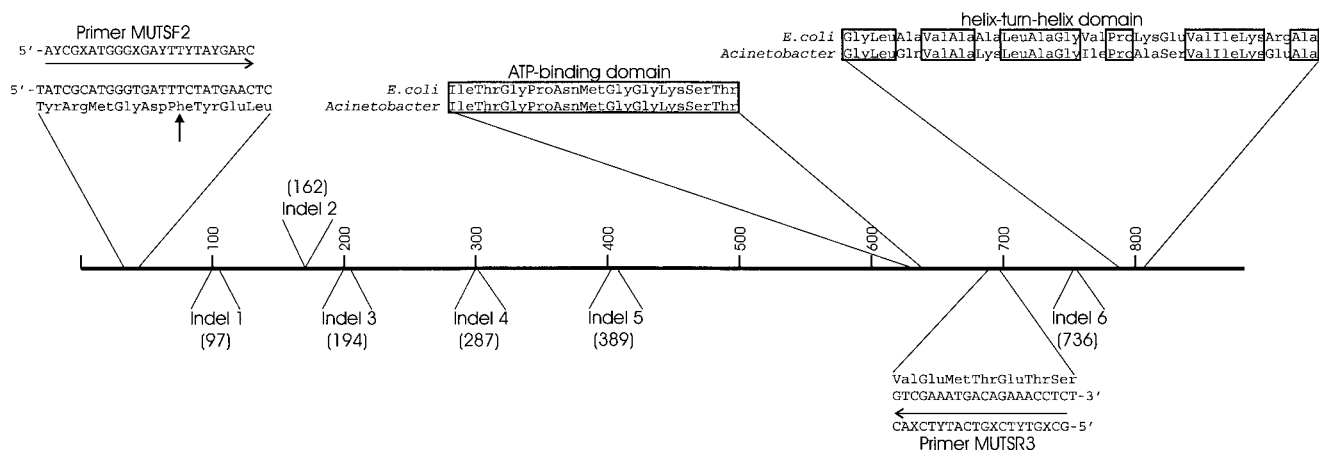 Primer MUTSF2
5'-AYCGXATGGGXGAYTTYTAYGARC
5'-TATCGCATGGGTGATTTCTATGAACTC
TyrArgMetGlyAspPheTyrGluLeu
ATP-binding domain
E.coli IleThrGlyProAsnMetGlyGlyLysSerThr
Acinetobacter IleThrGlyProAsnMetGlyGlyLysSerThr
helix-turn-helix domain
E.coli GlyLeuAlaValAlaAlaLeuAlaGlyValProLysGluValIleLysArgAla
Acinetobacter GlyLeuGlnValAlaLysLeuAlaGlyIleProAlaSerValIleLysGluAla
(162)
Indel 2
100 200 300 400 500 600 700 800
Indel 1
(97)
Indel 3
(194)
Indel 4
(287)
Indel 5
(389)
Indel 6
(736)
ValGluMetThrGluThrSer
GTCGAAATGACAGAAACCTCT-3'
CAXCTYTACTGXCTYTGXCG-5'
Primer MUTSR3